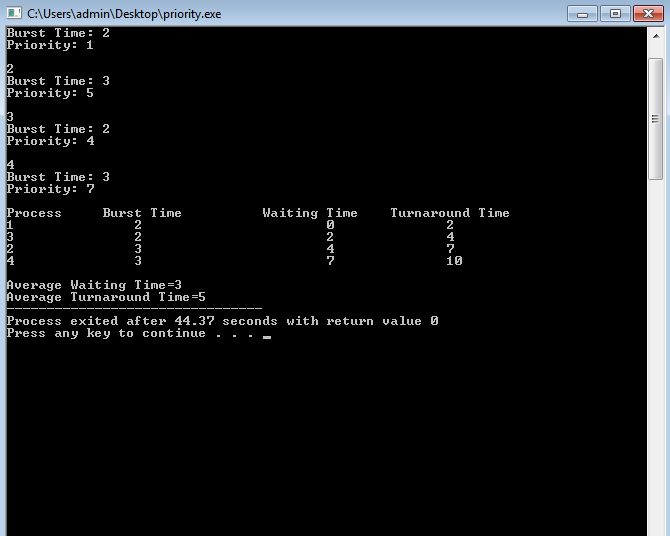 C:\Users\admin\Desktop\priority.exe
Burst Time: 2
Priority: 1
2
Burst Time: 3
Priority: 5
3
Burst Time: 2
Priority: 4
4
Burst Time: 3
Priority: 7
Process Burst Time Waiting Time Turnaround Time
1 2 0 2
3 2 2 4
2 3 4 7
4 3 7 10
Average Waiting Time=3
Average Turnaround Time=5
--------------------------------
Process exited after 44.37 seconds with return value 0
Press any key to continue . . . _